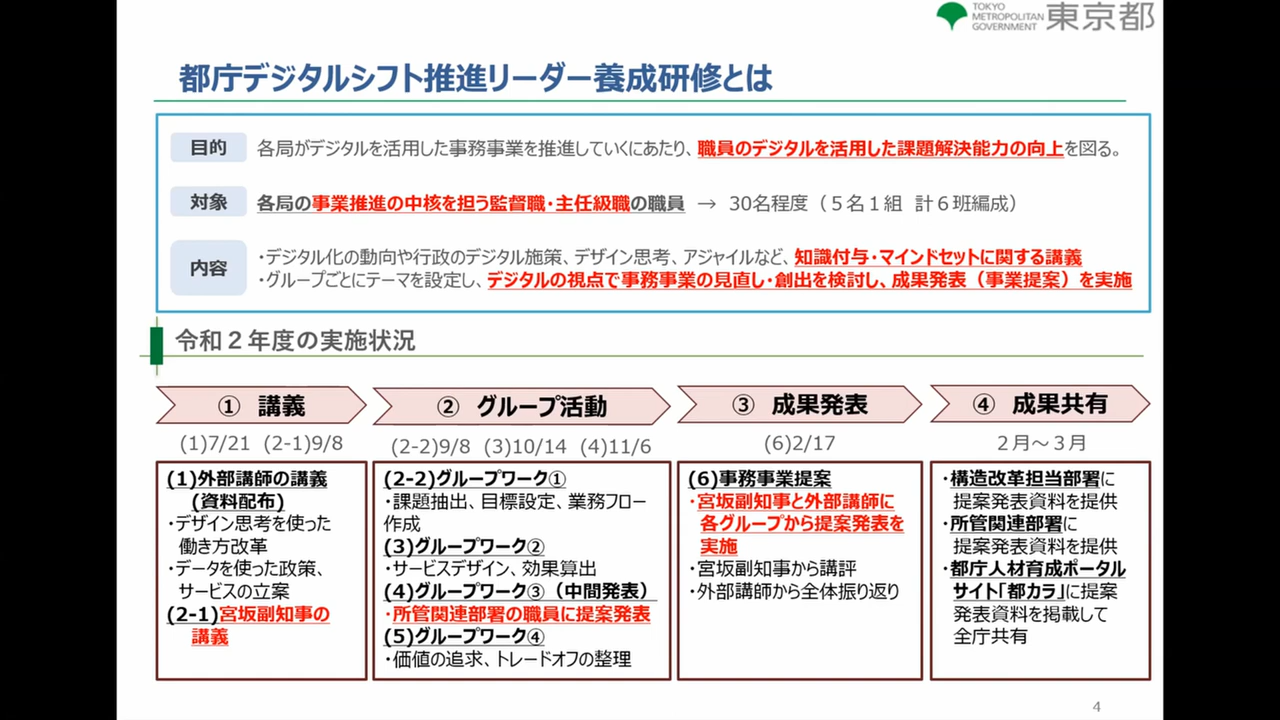 TOKYO
METROPOLITAN
GOVERNMENT
東京都
都庁デジタルシフト推進リーダー養成研修とは
目的
各局がデジタルを活用した事務事業を推進していくにあたり、職員のデジタルを活用した課題解決能力の向上を図る。
対象
各局の事業推進の中核を担う監督職・主任級職の職員 → 30名程度（５名１組 計６班編成）
内容
・デジタル化の動向や行政のデジタル施策、デザイン思考、アジャイルなど、知識付与・マインドセットに関する講義
・グループごとにテーマを設定し、デジタルの視点で事務事業の見直し・創出を検討し、成果発表（事業提案）を実施
令和２年度の実施状況
① 講義
(1)7/21 (2-1)9/8
(1)外部講師の講義
(資料配布)
・デザイン思考を使った
働き方改革
・データを使った政策、
サービスの立案
(2-1)宮坂副知事の
講義
② グループ活動
(2-2)9/8 (3)10/14 (4)11/6
(2-2)グループワーク①
・課題抽出、目標設定、業務フロー
作成
(3)グループワーク②
・サービスデザイン、効果算出
(4)グループワーク③（中間発表）
・所管関連部署の職員に提案発表
(5)グループワーク④
・価値の追求、トレードオフの整理
③ 成果発表
(6)2/17
(6)事務事業提案
・宮坂副知事と外部講師に
各グループから提案発表を
実施
・宮坂副知事から講評
・外部講師から全体振り返り
④ 成果共有
２月～３月
・構造改革担当部署に
提案発表資料を提供
・所管関連部署に
提案発表資料を提供
・都庁人材育成ポータル
サイト「都カラ」に提案
発表資料を掲載して
全庁共有
4